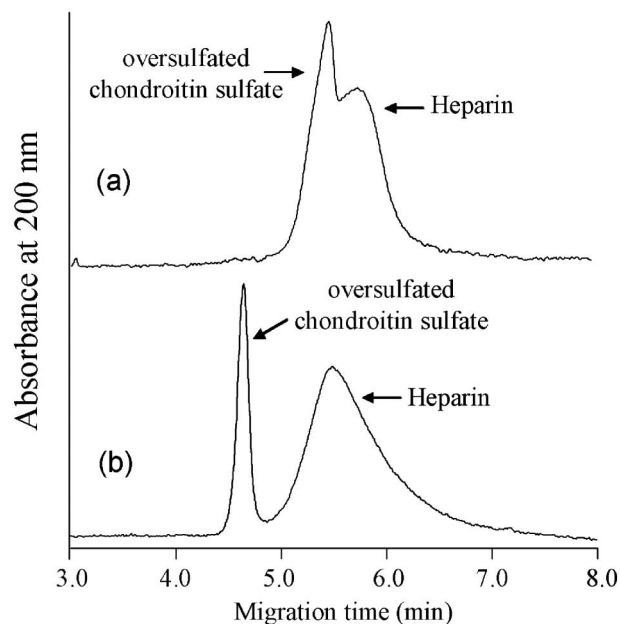 oversulfated
chondroitin sulfate
Heparin
(a)
oversulfated
chondroitin sulfate
Heparin
(b)
Absorbance at 200 nm
3.0 4.0 5.0 6.0 7.0 8.0
Migration time (min)